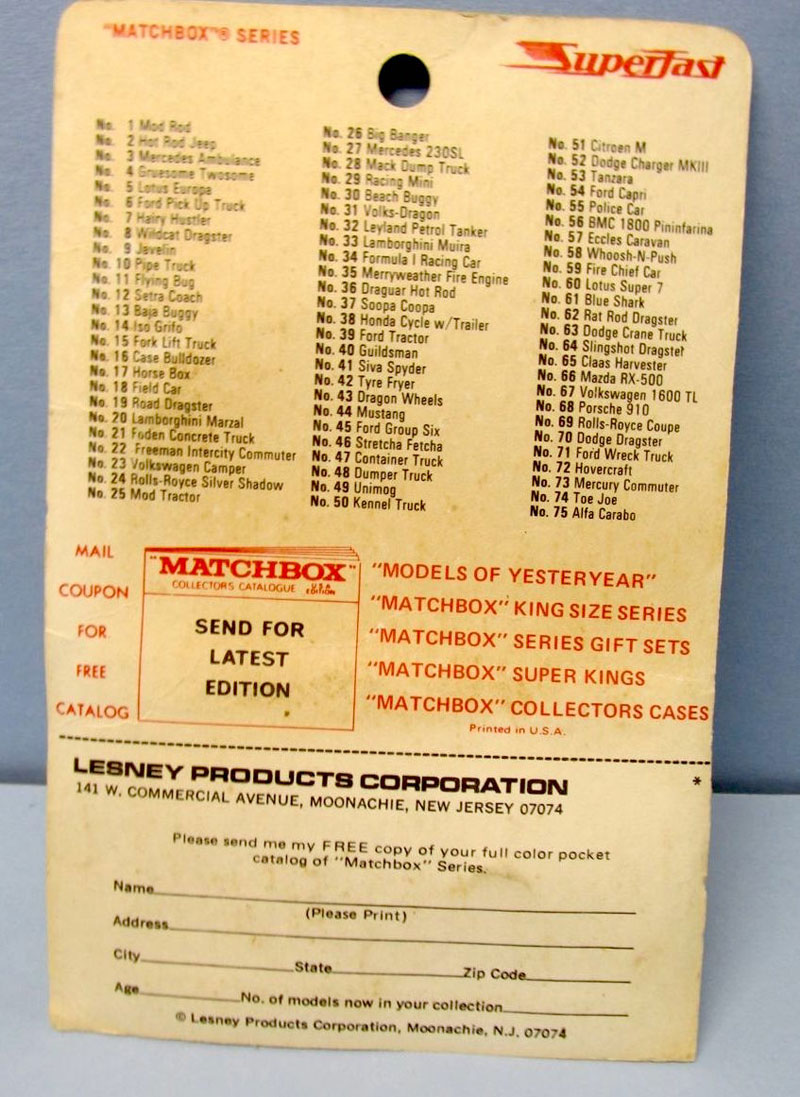 "MATCHBOX"® SERIES
Superfast
No. 1 Mod Rod
No. 2 Hot Rod Jeep
No. 3 Mercedes Ambulance
No. 4 Gruesome Twosome
No. 5 Lotus Europa
No. 6 Ford Pick Up Truck
No. 7 Hairy Hustler
No. 8 Wildcat Dragster
No. 9 Javelin
No. 10 Pipe Truck
No. 11 Flying Bug
No. 12 Setra Coach
No. 13 Baja Buggy
No. 14 Iso Grifo
No. 15 Fork Lift Truck
No. 16 Case Bulldozer
No. 17 Horse Box
No. 18 Field Car
No. 19 Road Dragster
No. 20 Lamborghini Marzal
No. 21 Foden Concrete Truck
No. 22 Freeman Intercity Commuter
No. 23 Volkswagen Camper
No. 24 Rolls-Royce Silver Shadow
No. 25 Mod Tractor
No. 26 Big Banger
No. 27 Mercedes 230SL
No. 28 Mack Dump Truck
No. 29 Racing Mini
No. 30 Beach Buggy
No. 31 Volks-Dragon
No. 32 Leyland Petrol Tanker
No. 33 Lamborghini Muira
No. 34 Formula I Racing Car
No. 35 Merryweather Fire Engine
No. 36 Draguar Hot Rod
No. 37 Soopa Coopa
No. 38 Honda Cycle w/Trailer
No. 39 Ford Tractor
No. 40 Guildsman
No. 41 Siva Spyder
No. 42 Tyre Fryer
No. 43 Dragon Wheels
No. 44 Mustang
No. 45 Ford Group Six
No. 46 Stretcha Fetcha
No. 47 Container Truck
No. 48 Dumper Truck
No. 49 Unimog
No. 50 Kennel Truck
No. 51 Citroen M
No. 52 Dodge Charger MKIII
No. 53 Tanzara
No. 54 Ford Capri
No. 55 Police Car
No. 56 BMC 1800 Pininfarina
No. 57 Eccles Caravan
No. 58 Whoosh-N-Push
No. 59 Fire Chief Car
No. 60 Lotus Super 7
No. 61 Blue Shark
No. 62 Rat Rod Dragster
No. 63 Dodge Crane Truck
No. 64 Slingshot Dragster
No. 65 Claas Harvester
No. 66 Mazda RX-500
No. 67 Volkswagen 1600 TL
No. 68 Porsche 910
No. 69 Rolls-Royce Coupe
No. 70 Dodge Dragster
No. 71 Ford Wreck Truck
No. 72 Hovercraft
No. 73 Mercury Commuter
No. 74 Toe Joe
No. 75 Alfa Carabo
MAIL
COUPON
FOR
FREE
CATALOG
"MATCHBOX"
COLLECTORS CATALOGUE U.S.A. EDITION
SEND FOR
LATEST
EDITION
"MODELS OF YESTERYEAR"
"MATCHBOX" KING SIZE SERIES
"MATCHBOX" SERIES GIFT SETS
"MATCHBOX" SUPER KINGS
"MATCHBOX" COLLECTORS CASES
Printed in U.S.A.
LESNEY PRODUCTS CORPORATION *
141 W. COMMERCIAL AVENUE, MOONACHIE, NEW JERSEY 07074
Please send me my FREE copy of your full color pocket
catalog of "Matchbox" Series.
Name
(Please Print)
Address
City State Zip Code
Age No. of models now in your collection
© Lesney Products Corporation, Moonachie, N.J. 07074